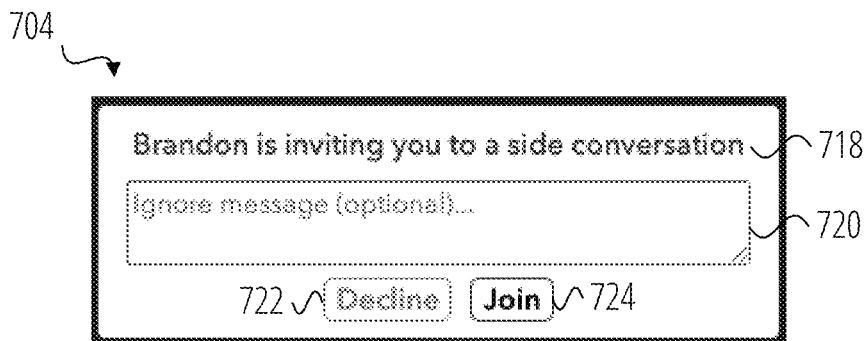 704
Brandon is inviting you to a side conversation 718
Ignore message (optional)...
720
722 Decline Join 724